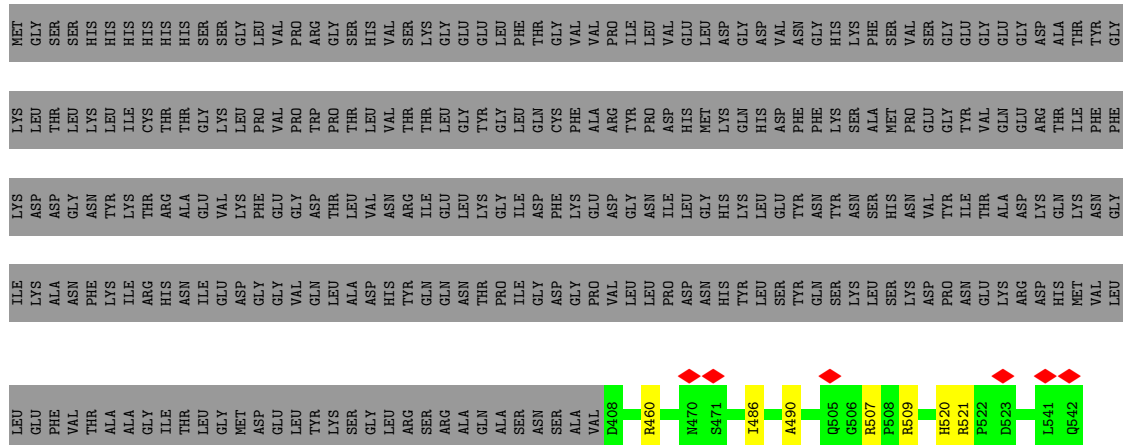 MET GLY SER SER HIS HIS HIS HIS HIS HIS SER SER GLY LEU VAL PRO ARG GLY SER HIS VAL SER LYS GLY GLU GLU LEU PHE THR GLY VAL VAL PRO ILE LEU VAL GLU LEU ASP GLY ASP VAL ASN GLY HIS LYS PHE SER VAL SER GLY GLU GLY GLU GLY ASP ALA THR TYR GLY
LYS LEU THR LEU LYS LEU ILE CYS THR THR GLY LYS LEU PRO VAL PRO TRP PRO THR LEU VAL THR THR LEU GLY TYR GLY LEU GLN CYS PHE ALA ARG TYR PRO ASP HIS MET LYS GLN HIS ASP PHE PHE LYS SER ALA MET PRO GLU GLY TYR VAL GLN GLU ARG THR ILE PHE PHE
LYS ASP ASP GLY ASN TYR LYS THR ARG ALA GLU VAL LYS PHE GLU GLY ASP THR LEU VAL ASN ARG ILE GLU LEU LYS GLY ILE ASP PHE LYS GLU ASP GLY ASN ILE LEU GLY HIS LYS LEU GLU TYR ASN TYR ASN SER HIS ASN VAL TYR ILE THR ALA ASP LYS GLN LYS ASN GLY
ILE LYS ALA ASN PHE LYS ILE ARG HIS ASN ILE GLU ASP GLY GLY VAL GLN LEU ALA ASP HIS TYR GLN GLN ASN THR PRO ILE GLY ASP GLY PRO VAL LEU LEU PRO ASP ASN HIS TYR LEU SER TYR GLN SER LYS LEU SER LYS ASP PRO ASN GLU LYS ARG ASP HIS MET VAL LEU
LEU GLU PHE VAL THR ALA ALA GLY ILE THR LEU GLY MET ASP GLU LEU TYR LYS SER GLY LEU ARG SER ARG ALA GLN ALA SER ASN SER ALA VAL D408 R460 N470 S471 I486 A490 Q505 G506 R507 P508 R509 H520 R521 P522 D523 L541 Q542